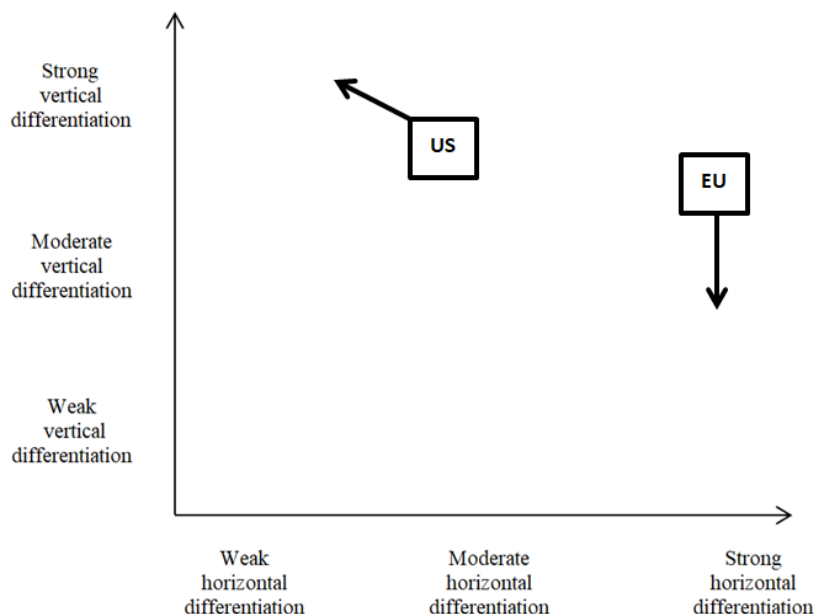 Strong
vertical
differentiation
US
EU
Moderate
vertical
differentiation
Weak
vertical
differentiation
Weak
horizontal
differentiation
Moderate
horizontal
differentiation
Strong
horizontal
differentiation